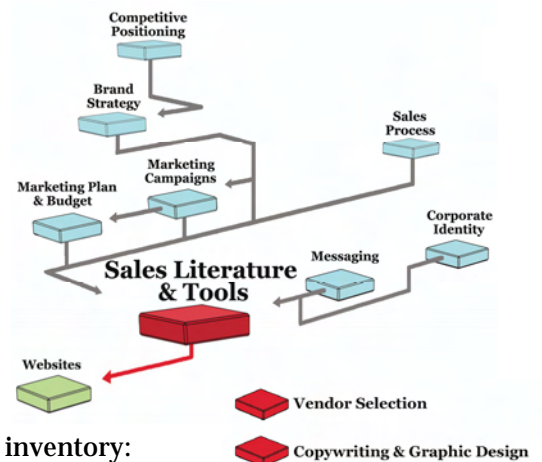 Competitive
Positioning
Brand
Strategy
Sales
Process
Marketing
Campaigns
Marketing Plan
& Budget
Corporate
Identity
Messaging
Sales Literature
& Tools
Websites
Vendor Selection
inventory:
Copywriting & Graphic Design